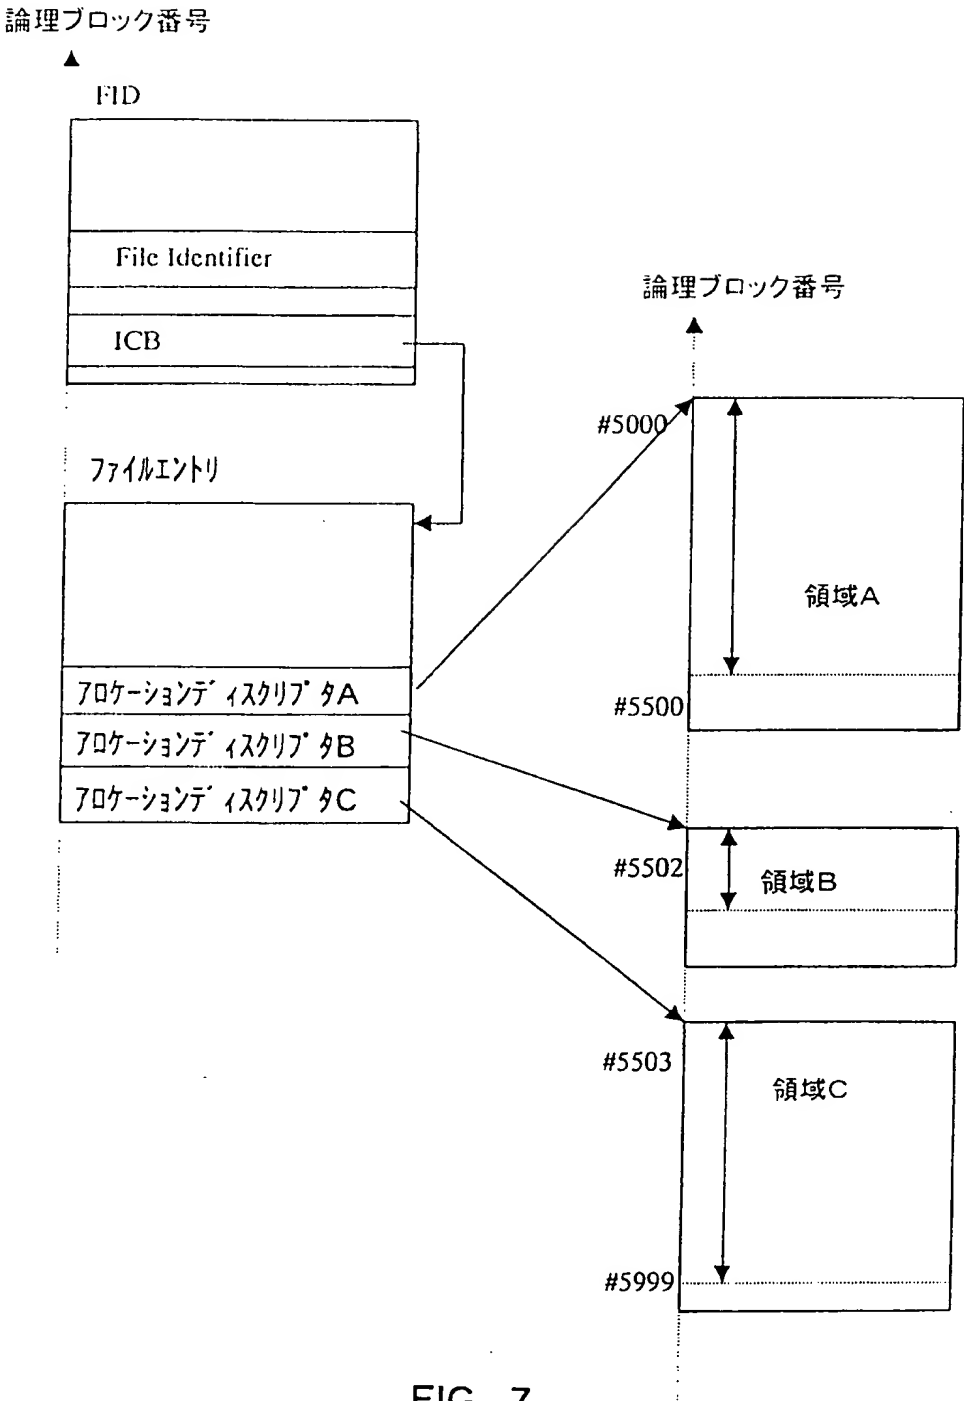 論理ブロック番号
FID
File Identifier
ICB
ファイルエントリ
アロケーションディスクリプタA
アロケーションディスクリプタB
アロケーションディスクリプタC
論理ブロック番号
#5000
領域A
#5500
#5502
領域B
#5503
領域C
#5999
FIG. 7